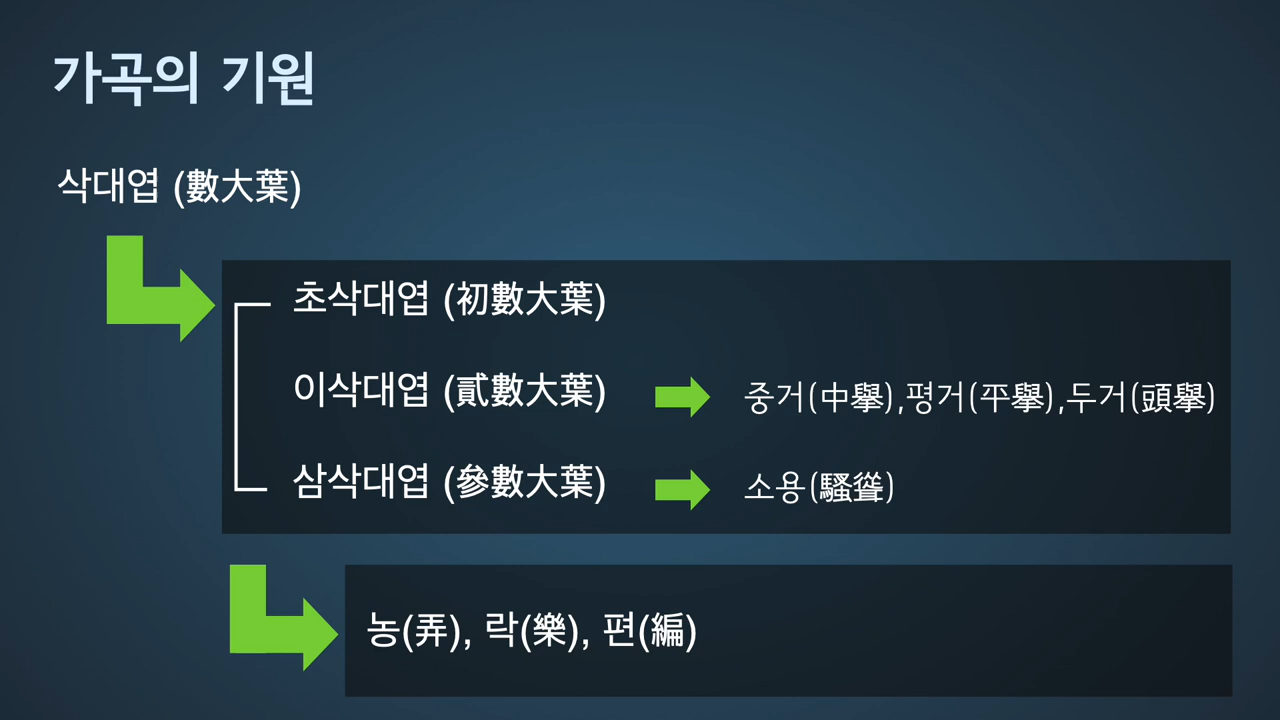 가곡의 기원
삭대엽 (數大葉)
초삭대엽 (初數大葉)
이삭대엽 (貳數大葉)
중거(中擧),평거(平擧),두거(頭擧)
삼삭대엽 (參數大葉)
소용(騷聳)
농(弄), 락(樂), 편(編)